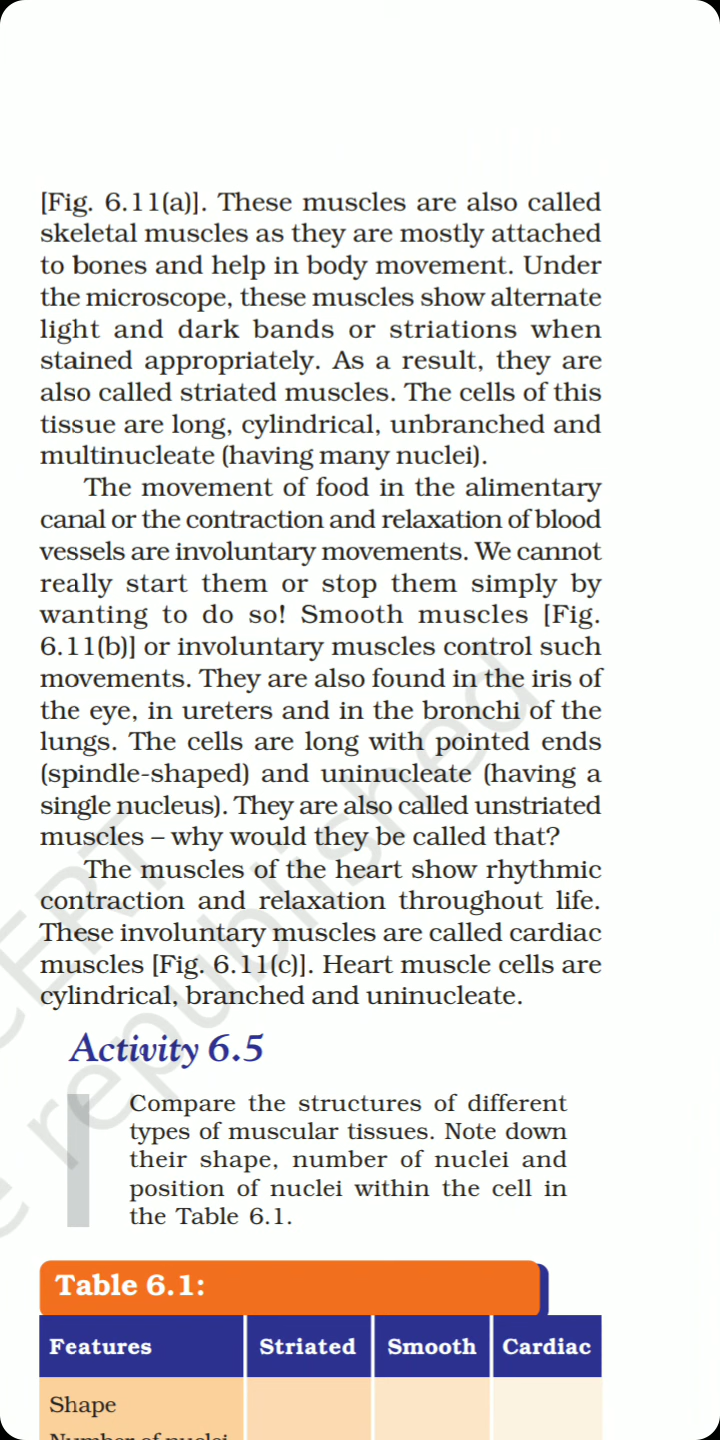 [Fig. 6.11(a)]. These muscles are also called
skeletal muscles as they are mostly attached
to bones and help in body movement. Under
the microscope, these muscles show alternate
light and dark bands or striations when
stained appropriately. As a result, they are
also called striated muscles. The cells of this
tissue are long, cylindrical, unbranched and
multinucleate (having many nuclei).
The movement of food in the alimentary
canal or the contraction and relaxation of blood
vessels are involuntary movements. We cannot
really start them or stop them simply by
wanting to do so! Smooth muscles [Fig.
6.11(b)] or involuntary muscles control such
movements. They are also found in the iris of
the eye, in ureters and in the bronchi of the
lungs. The cells are long with pointed ends
(spindle-shaped) and uninucleate (having a
single nucleus). They are also called unstriated
muscles – why would they be called that?
The muscles of the heart show rhythmic
contraction and relaxation throughout life.
These involuntary muscles are called cardiac
muscles [Fig. 6.11(c)]. Heart muscle cells are
cylindrical, branched and uninucleate.
Activity 6.5
Compare the structures of different
types of muscular tissues. Note down
their shape, number of nuclei and
position of nuclei within the cell in
the Table 6.1.
Table 6.1:
Features Striated Smooth Cardiac
Shape
Number of nuclei
republished